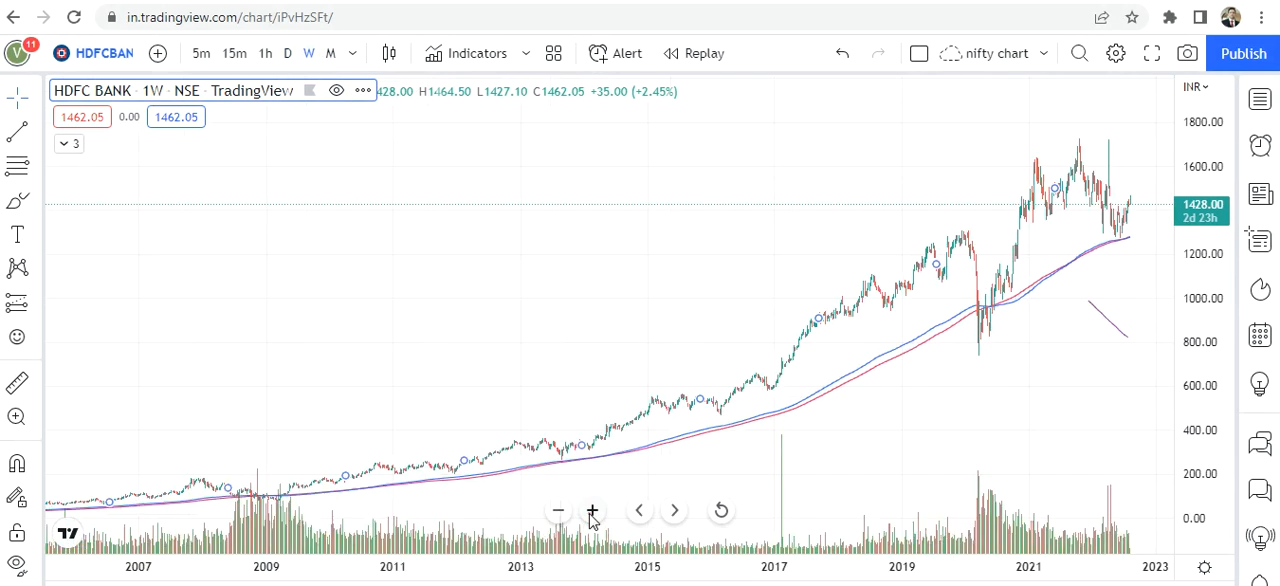 in.tradingview.com/chart/iPvHzSFt/
V 11 HDFCBAN 5m 15m 1h D W M Indicators Alert Replay nifty chart Publish
HDFC BANK · 1W · NSE · TradingView 428.00 H1464.50 L1427.10 C1462.05 +35.00 (+2.45%)
INR
1462.05 0.00 1462.05
3
1800.00
1600.00
1428.00
2d 23h
1200.00
1000.00
800.00
600.00
400.00
200.00
0.00
2007 2009 2011 2013 2015 2017 2019 2021 2023